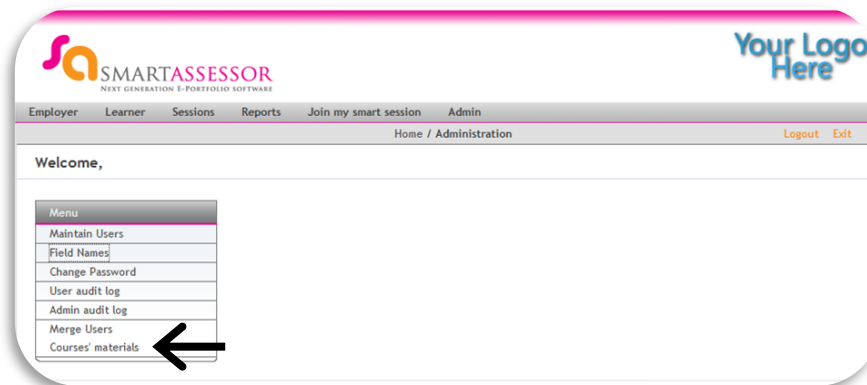 Your Logo
Here
sa SMARTASSESSOR
NEXT GENERATION E-PORTFOLIO SOFTWARE
Employer Learner Sessions Reports Join my smart session Admin
Home / Administration Logout Exit
Welcome,
Menu
Maintain Users
Field Names
Change Password
User audit log
Admin audit log
Merge Users
Courses' materials